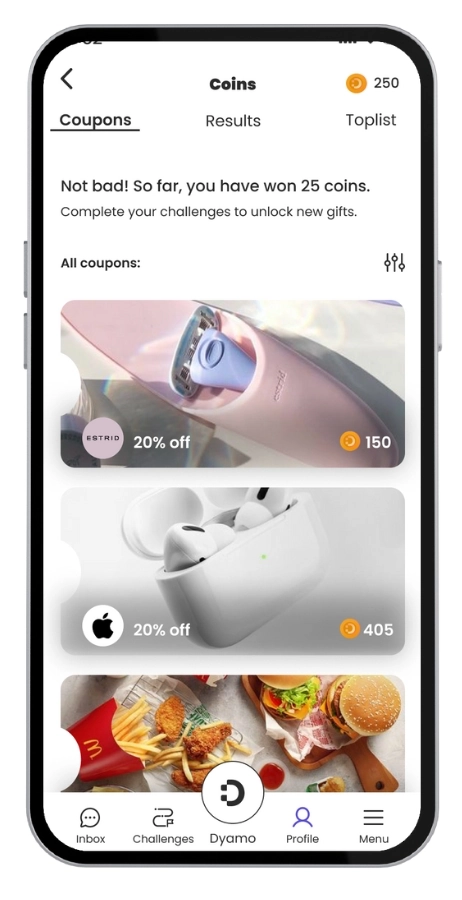 Coins
250
Coupons
Results
Toplist
Not bad! So far, you have won 25 coins.
Complete your challenges to unlock new gifts.
All coupons:
ESTRID
20% off
150
20% off
405
Inbox
Challenges
Dyamo
Profile
Menu